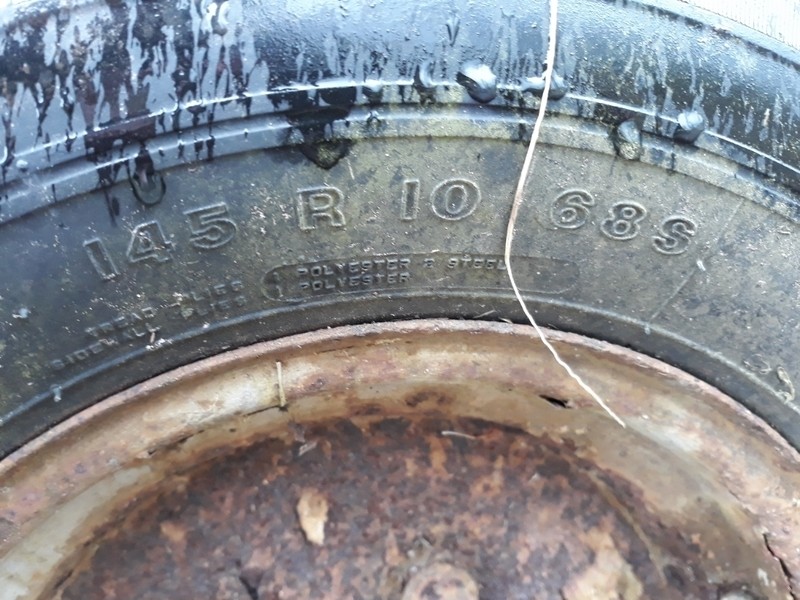 145 R 10 68S
TREAD PLIES 1 POLYESTER 2 STEEL
SIDEWALL PLIES 1 POLYESTER